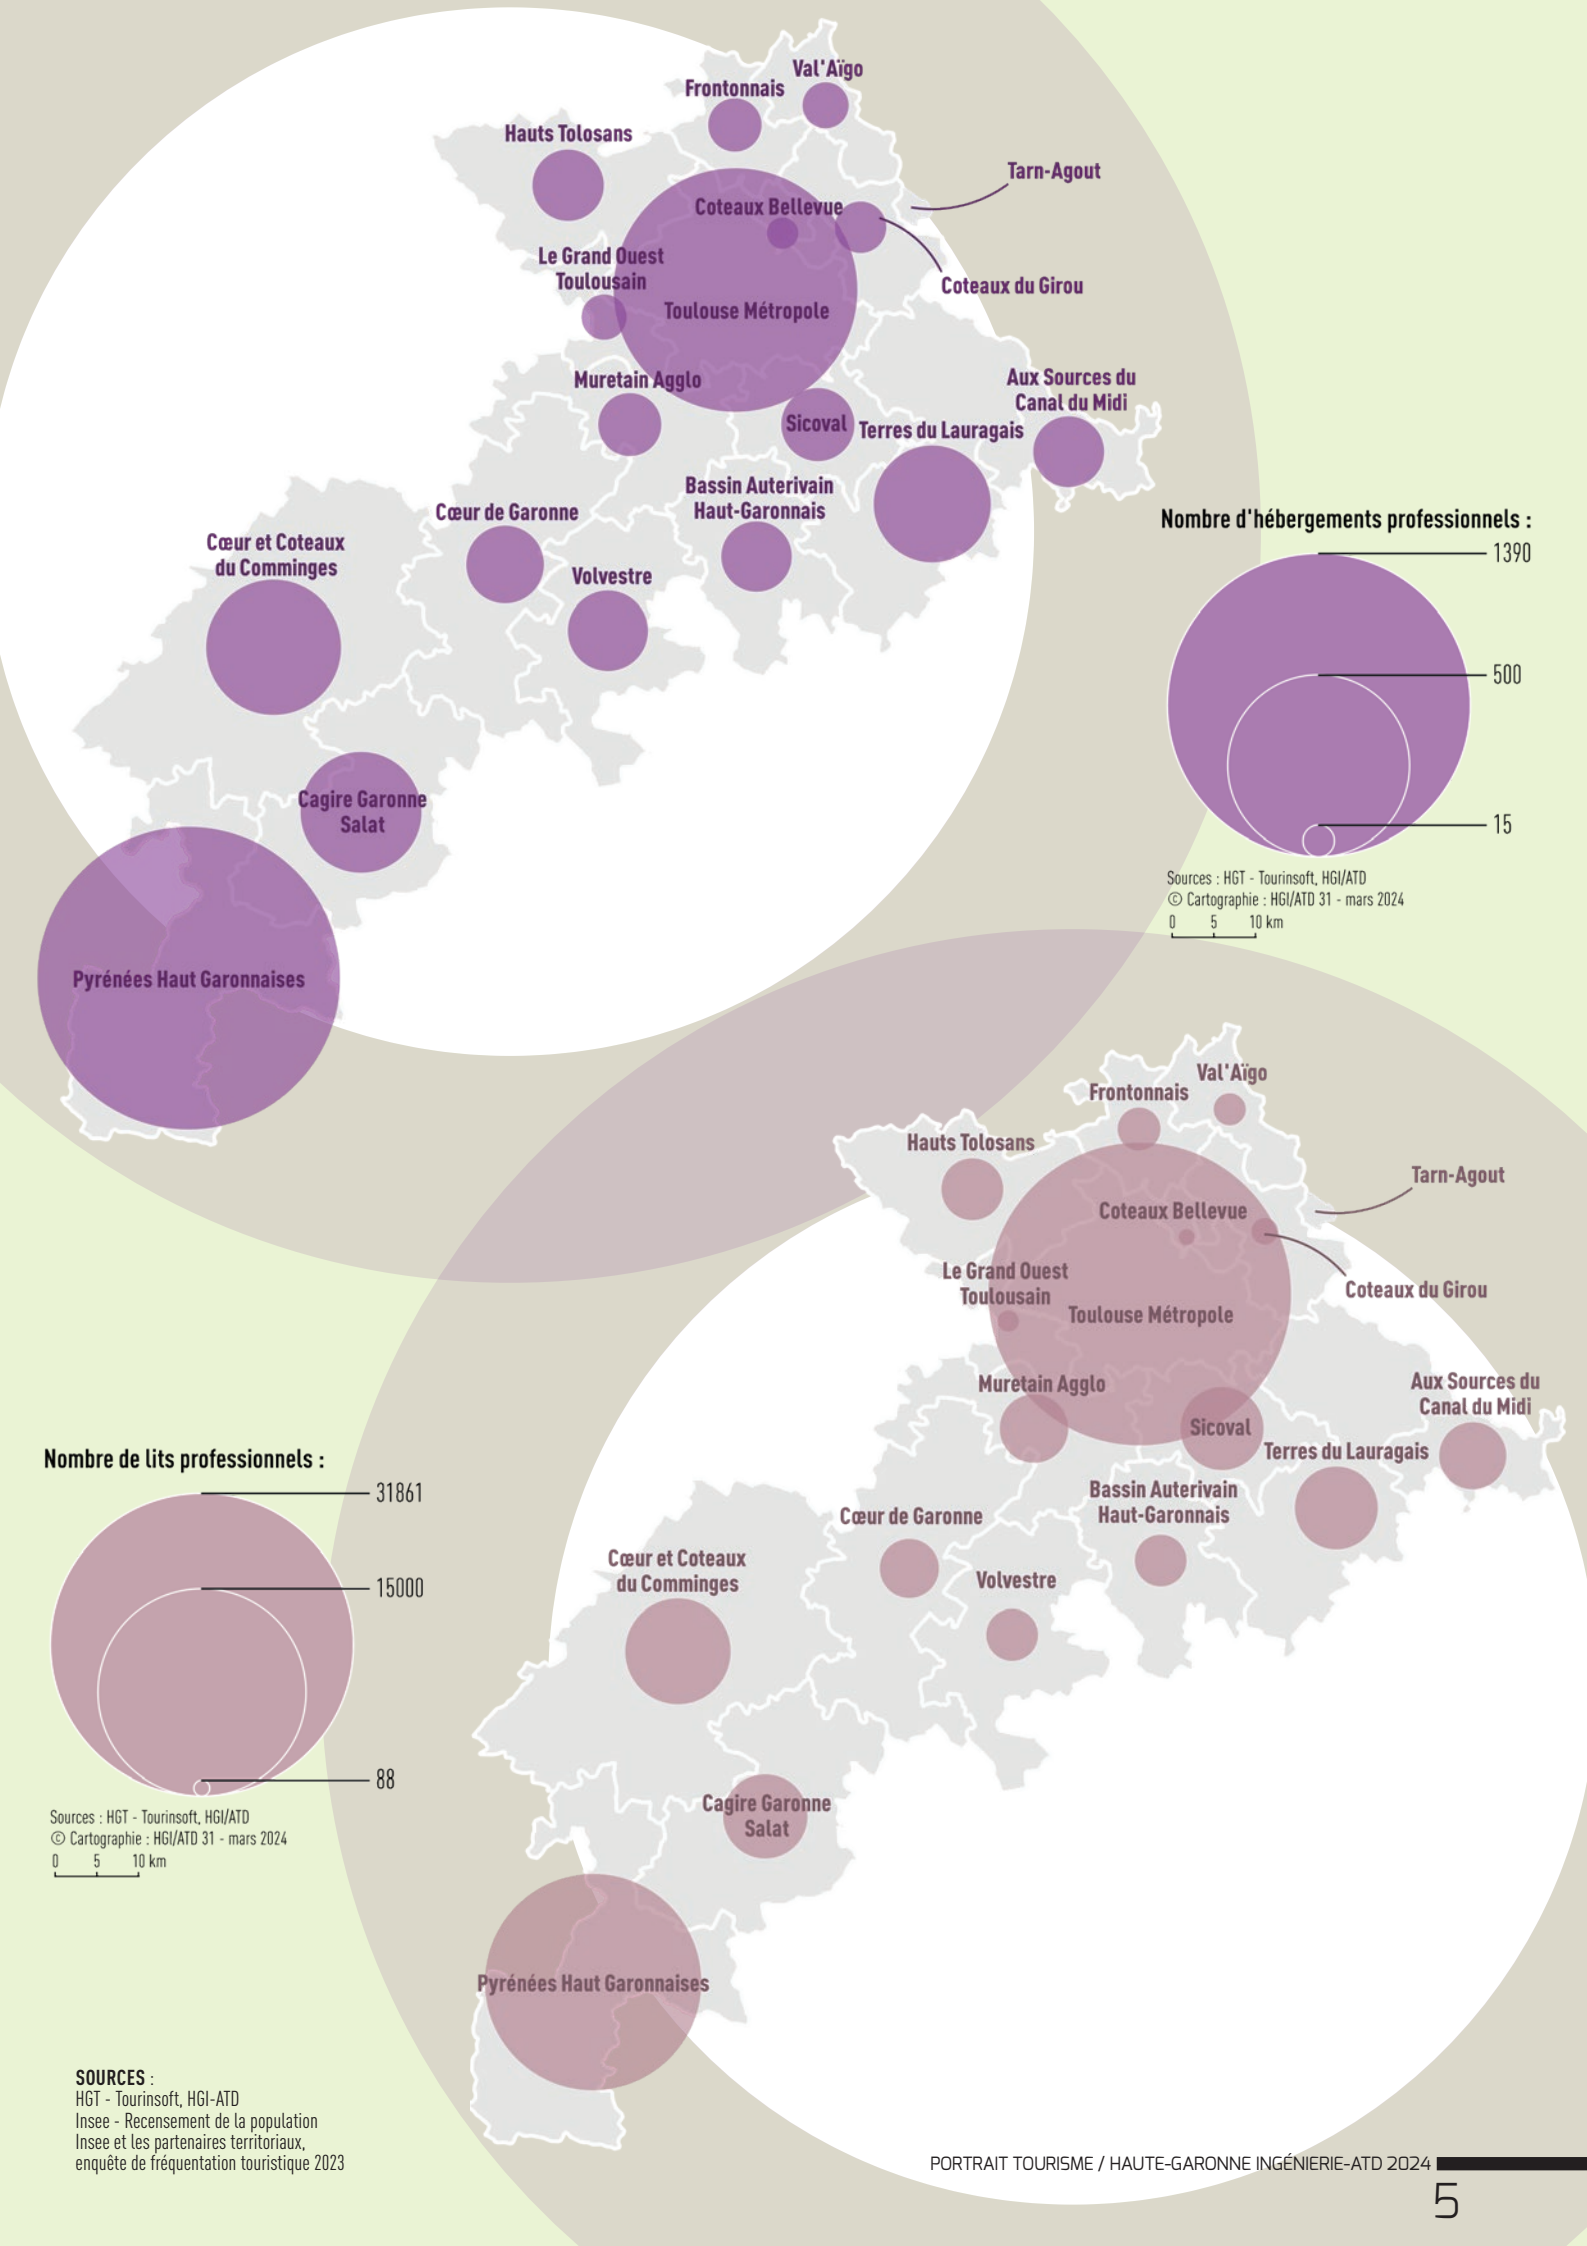 Val'Aïgo
Frontonnais
Hauts Tolosans
Tarn-Agout
Coteaux Bellevue
Le Grand Ouest
Toulousain
Coteaux du Girou
Toulouse Métropole
Muretain Agglo
Aux Sources du
Canal du Midi
Sicoval
Terres du Lauragais
Bassin Auterivain
Haut-Garonnais
Cœur de Garonne
Cœur et Coteaux
du Comminges
Volvestre
Cagire Garonne
Salat
Pyrénées Haut Garonnaises
Nombre d'hébergements professionnels :
1390
500
15
Sources : HGT - Tourinsoft, HGI/ATD
© Cartographie : HGI/ATD 31 - mars 2024
0 5 10 km
Val'Aïgo
Frontonnais
Hauts Tolosans
Tarn-Agout
Coteaux Bellevue
Le Grand Ouest
Toulousain
Coteaux du Girou
Toulouse Métropole
Muretain Agglo
Aux Sources du
Canal du Midi
Sicoval
Terres du Lauragais
Bassin Auterivain
Haut-Garonnais
Cœur de Garonne
Cœur et Coteaux
du Comminges
Volvestre
Cagire Garonne
Salat
Pyrénées Haut Garonnaises
Nombre de lits professionnels :
31861
15000
88
Sources : HGT - Tourinsoft, HGI/ATD
© Cartographie : HGI/ATD 31 - mars 2024
0 5 10 km
SOURCES :
HGT - Tourinsoft, HGI-ATD
Insee - Recensement de la population
Insee et les partenaires territoriaux,
enquête de fréquentation touristique 2023
PORTRAIT TOURISME / HAUTE-GARONNE INGÉNIERIE-ATD 2024
5